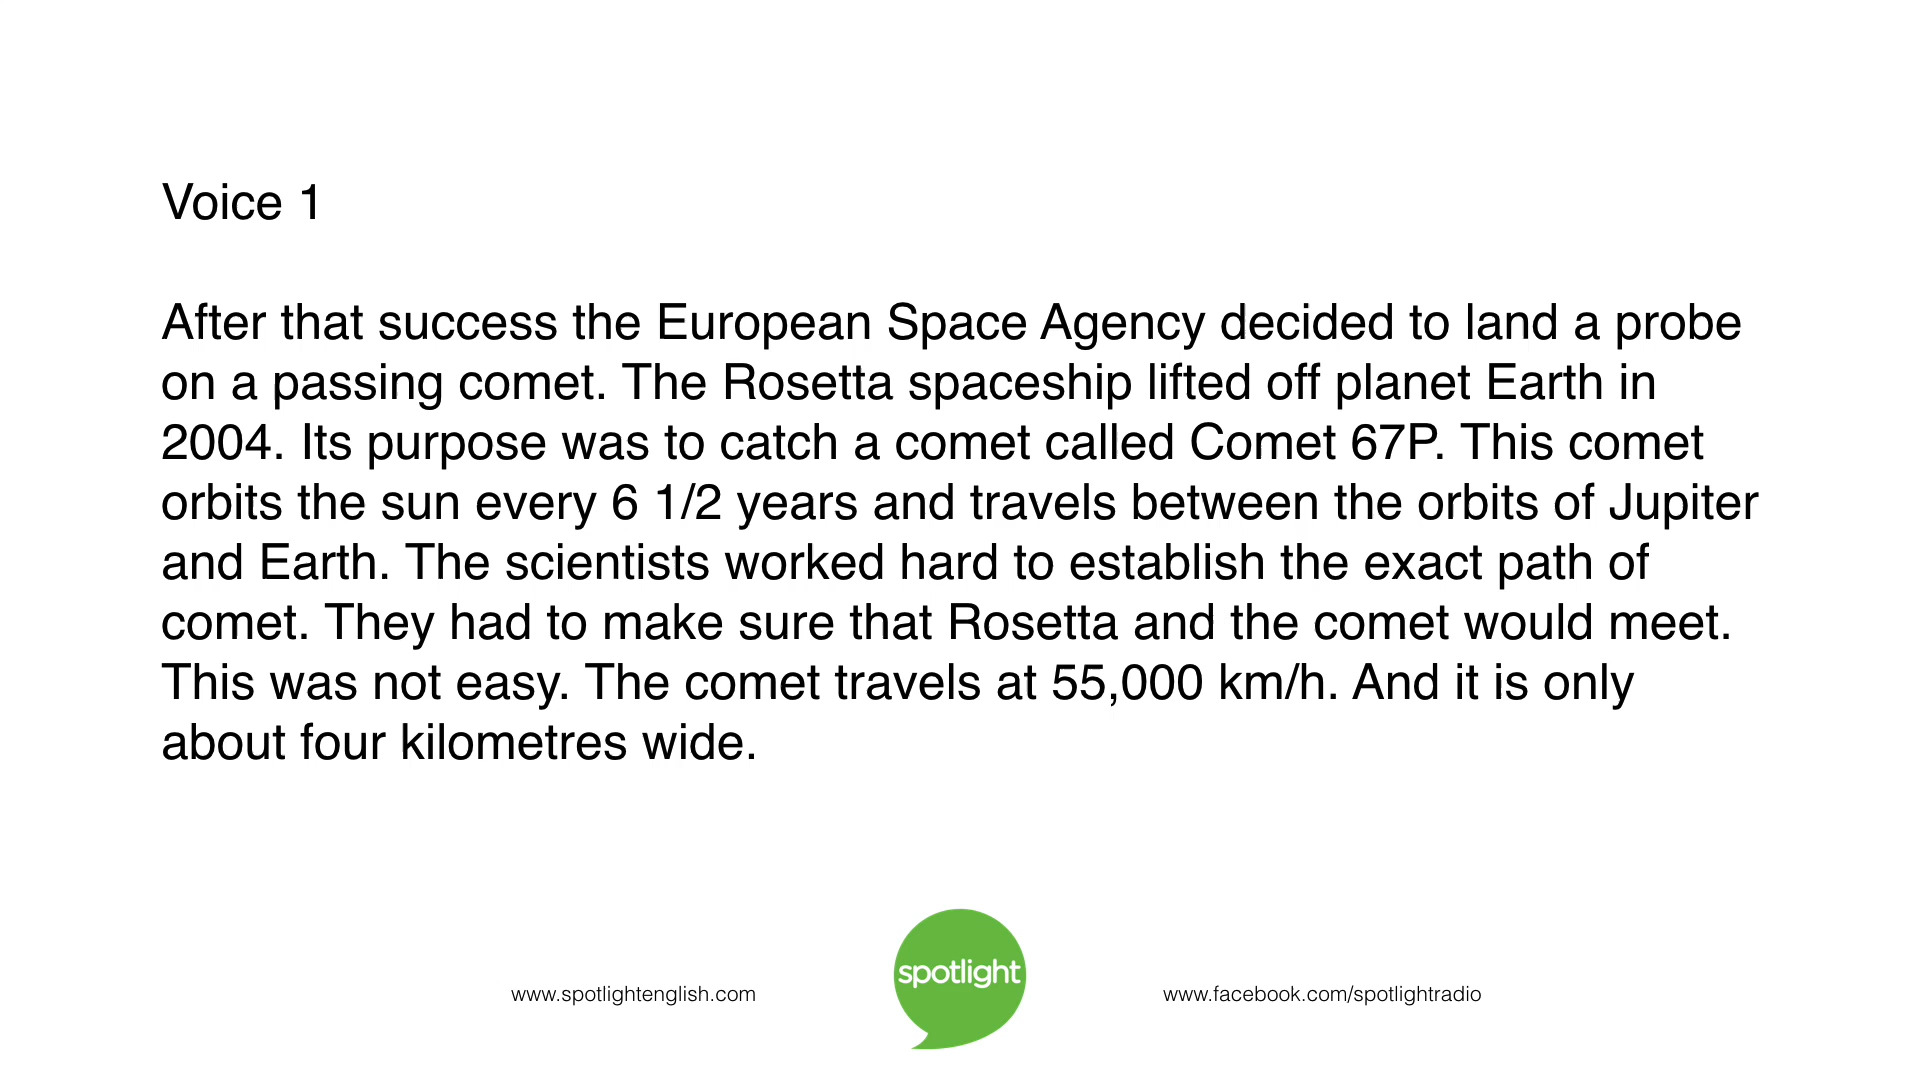 Voice 1
After that success the European Space Agency decided to land a probe
on a passing comet. The Rosetta spaceship lifted off planet Earth in
2004. Its purpose was to catch a comet called Comet 67P. This comet
orbits the sun every 6 1/2 years and travels between the orbits of Jupiter
and Earth. The scientists worked hard to establish the exact path of
comet. They had to make sure that Rosetta and the comet would meet.
This was not easy. The comet travels at 55,000 km/h. And it is only
about four kilometres wide.
spotlight
www.spotlightenglish.com
www.facebook.com/spotlightradio